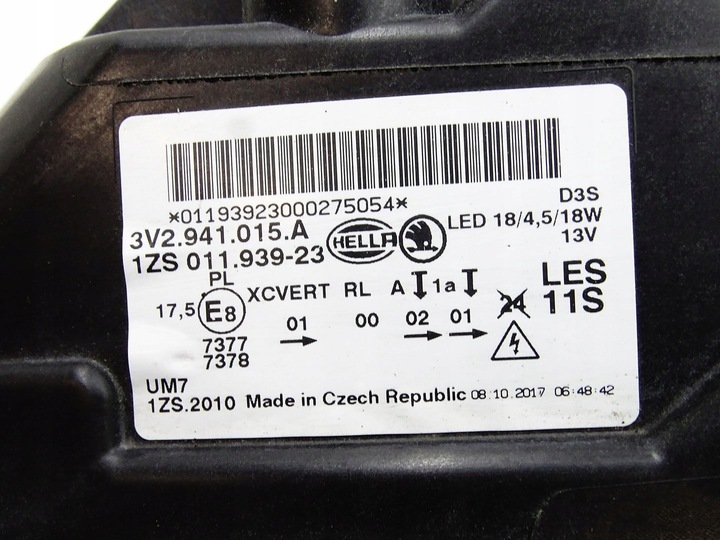 *01193923000275054*
D3S
3V2.941.015.A HELLA LED 18/4,5/18W
1ZS 011.939-23 13V
PL XCVERT RL A 1a 24 LES
17,5 E8 01 00 02 01 11S
7377
7378
UM7
1ZS.2010 Made in Czech Republic 08.10.2017 06:48:42